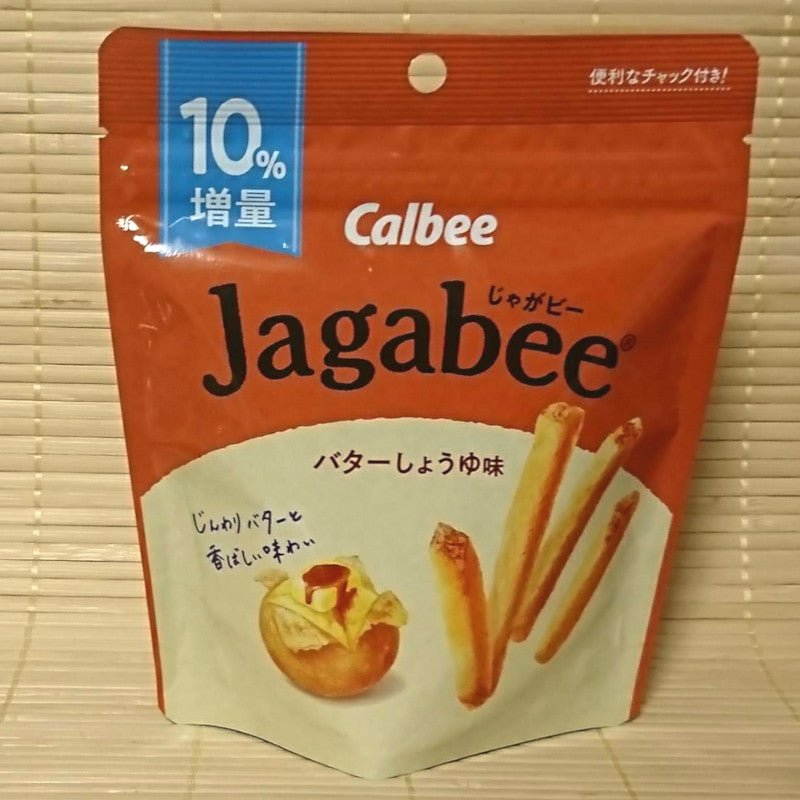 便利なチャック付き!
10%
増量
Calbee
じゃがビー
Jagabee®
バターしょうゆ味
じんわりバターと
香ばしい味わい